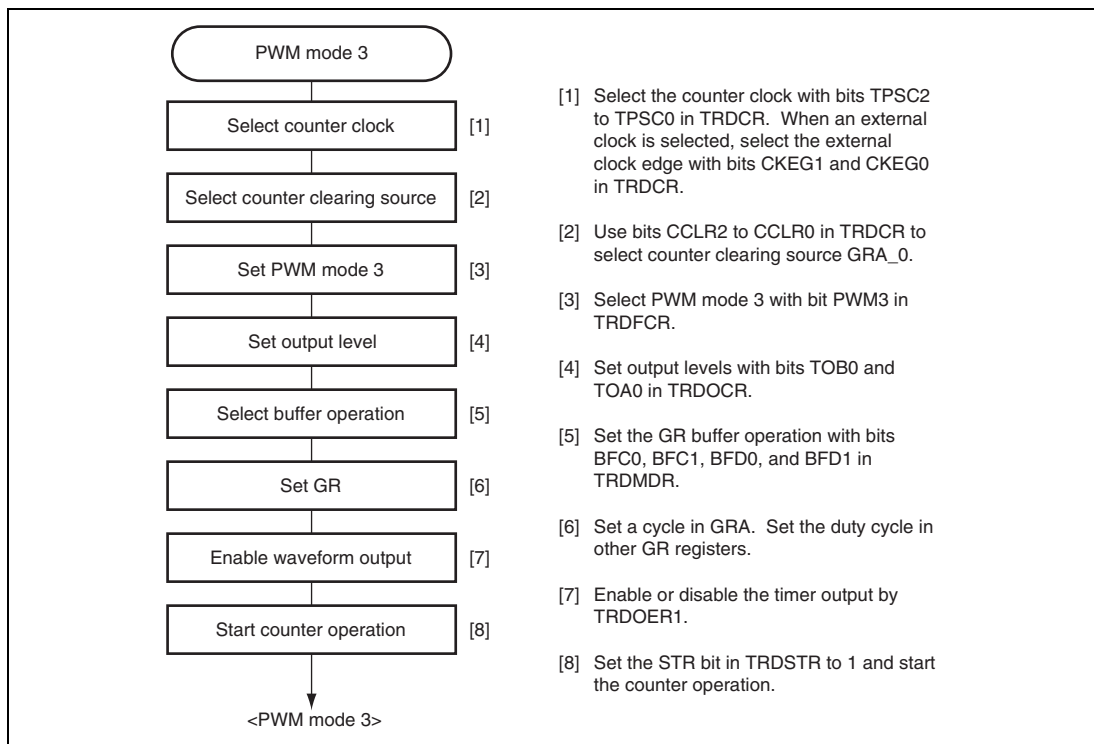 PWM mode 3
Select counter clock [1]
Select counter clearing source [2]
Set PWM mode 3 [3]
Set output level [4]
Select buffer operation [5]
Set GR [6]
Enable waveform output [7]
Start counter operation [8]
<PWM mode 3>
[1] Select the counter clock with bits TPSC2
to TPSC0 in TRDCR. When an external
clock is selected, select the external
clock edge with bits CKEG1 and CKEG0
in TRDCR.
[2] Use bits CCLR2 to CCLR0 in TRDCR to
select counter clearing source GRA_0.
[3] Select PWM mode 3 with bit PWM3 in
TRDFCR.
[4] Set output levels with bits TOB0 and
TOA0 in TRDOCR.
[5] Set the GR buffer operation with bits
BFC0, BFC1, BFD0, and BFD1 in
TRDMDR.
[6] Set a cycle in GRA. Set the duty cycle in
other GR registers.
[7] Enable or disable the timer output by
TRDOER1.
[8] Set the STR bit in TRDSTR to 1 and start
the counter operation.